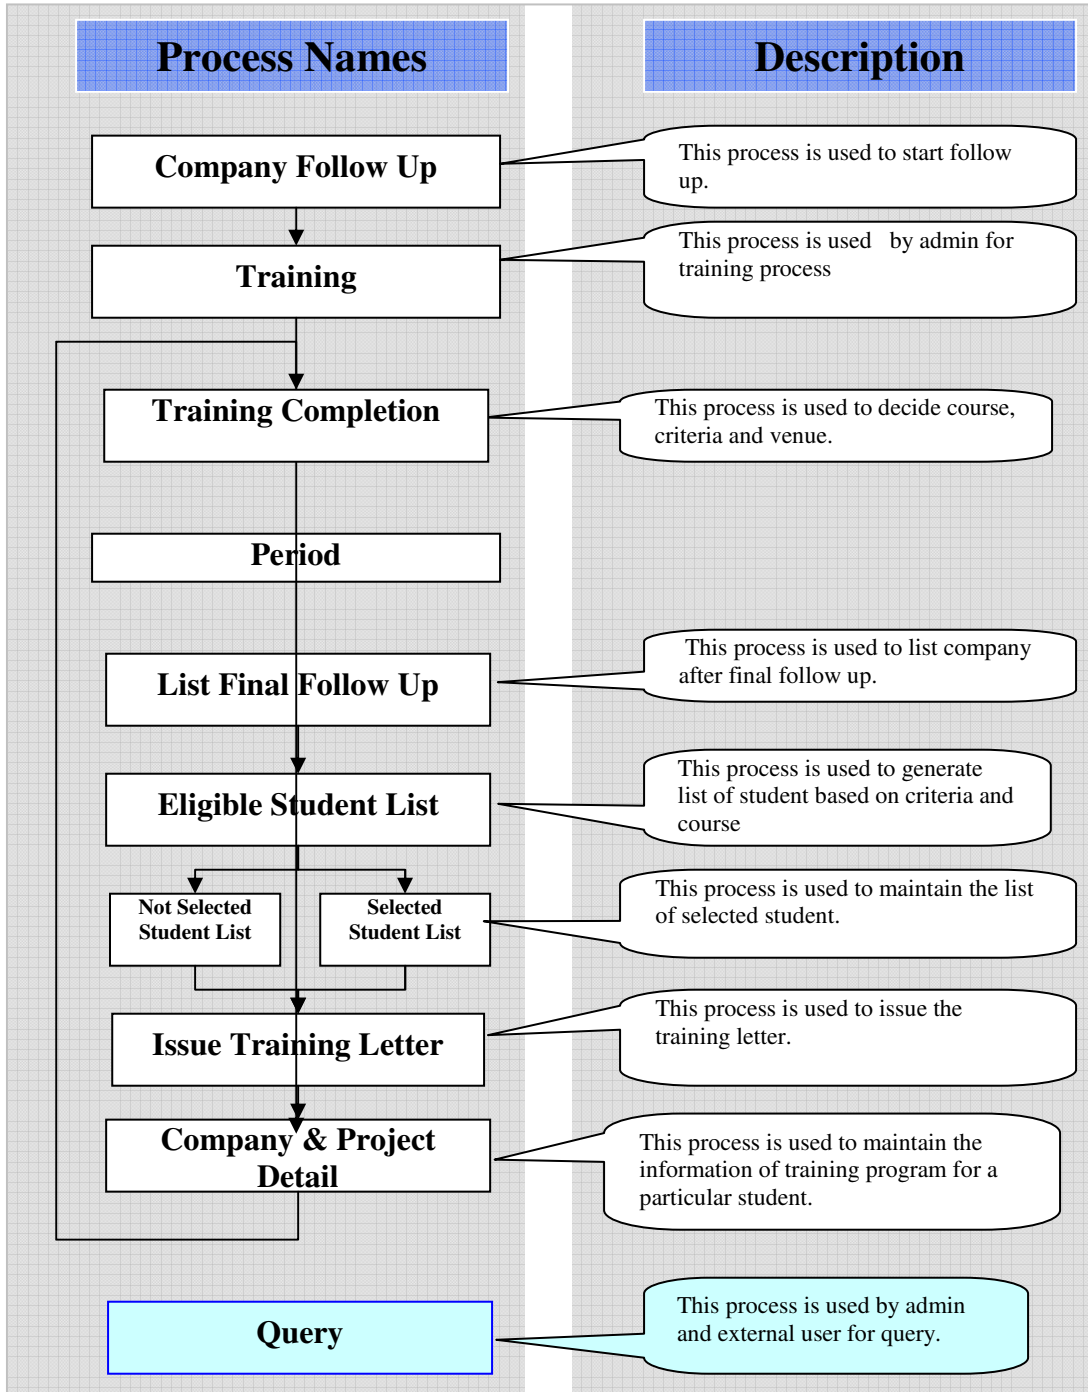 Process Names
Description
Company Follow Up
This process is used to start follow
up.
Training
This process is used by admin for
training process
Training Completion
This process is used to decide course,
criteria and venue.
Period
List Final Follow Up
This process is used to list company
after final follow up.
Eligible Student List
This process is used to generate
list of student based on criteria and
course
Not Selected
Student List
Selected
Student List
This process is used to maintain the list
of selected student.
Issue Training Letter
This process is used to issue the
training letter.
Company & Project
Detail
This process is used to maintain the
information of training program for a
particular student.
Query
This process is used by admin
and external user for query.